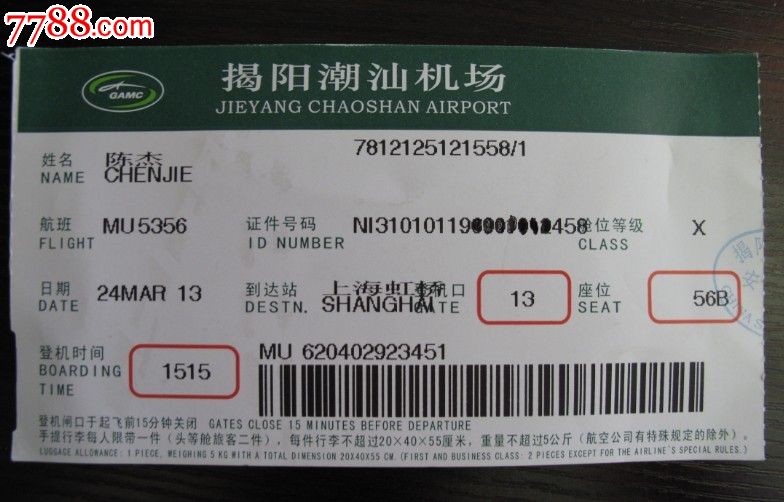 7788.com
GAMC
揭阳潮汕机场
JIEYANG CHAOSHAN AIRPORT
7812125121558/1
姓名 陈杰
NAME CHENJIE
航班 MU5356 证件号码 舱位等级 X
FLIGHT ID NUMBER CLASS
日期 24MAR 13 到达站 上海虹桥 登机口 13 座位 56B
DATE DESTN. SHANGHAI GATE SEAT
登机时间 1515 MU 620402923451
BOARDING
TIME
登机闸口于起飞前15分钟关闭 GATES CLOSE 15 MINUTES BEFORE DEPARTURE
手提行李每人限带一件（头等舱旅客二件），每件行李不超过20×40×55厘米，重量不超过5公斤（航空公司有特殊规定的除外）。
LUGGAGE ALLOWANCE: 1 PIECE, WEIGHING 5 KG WITH A TOTAL DIMENSION 20X40X55 CM. (FIRST AND BUSINESS CLASS: 2 PIECES EXCEPT FOR THE AIRLINE'S SPECIAL RULES.)